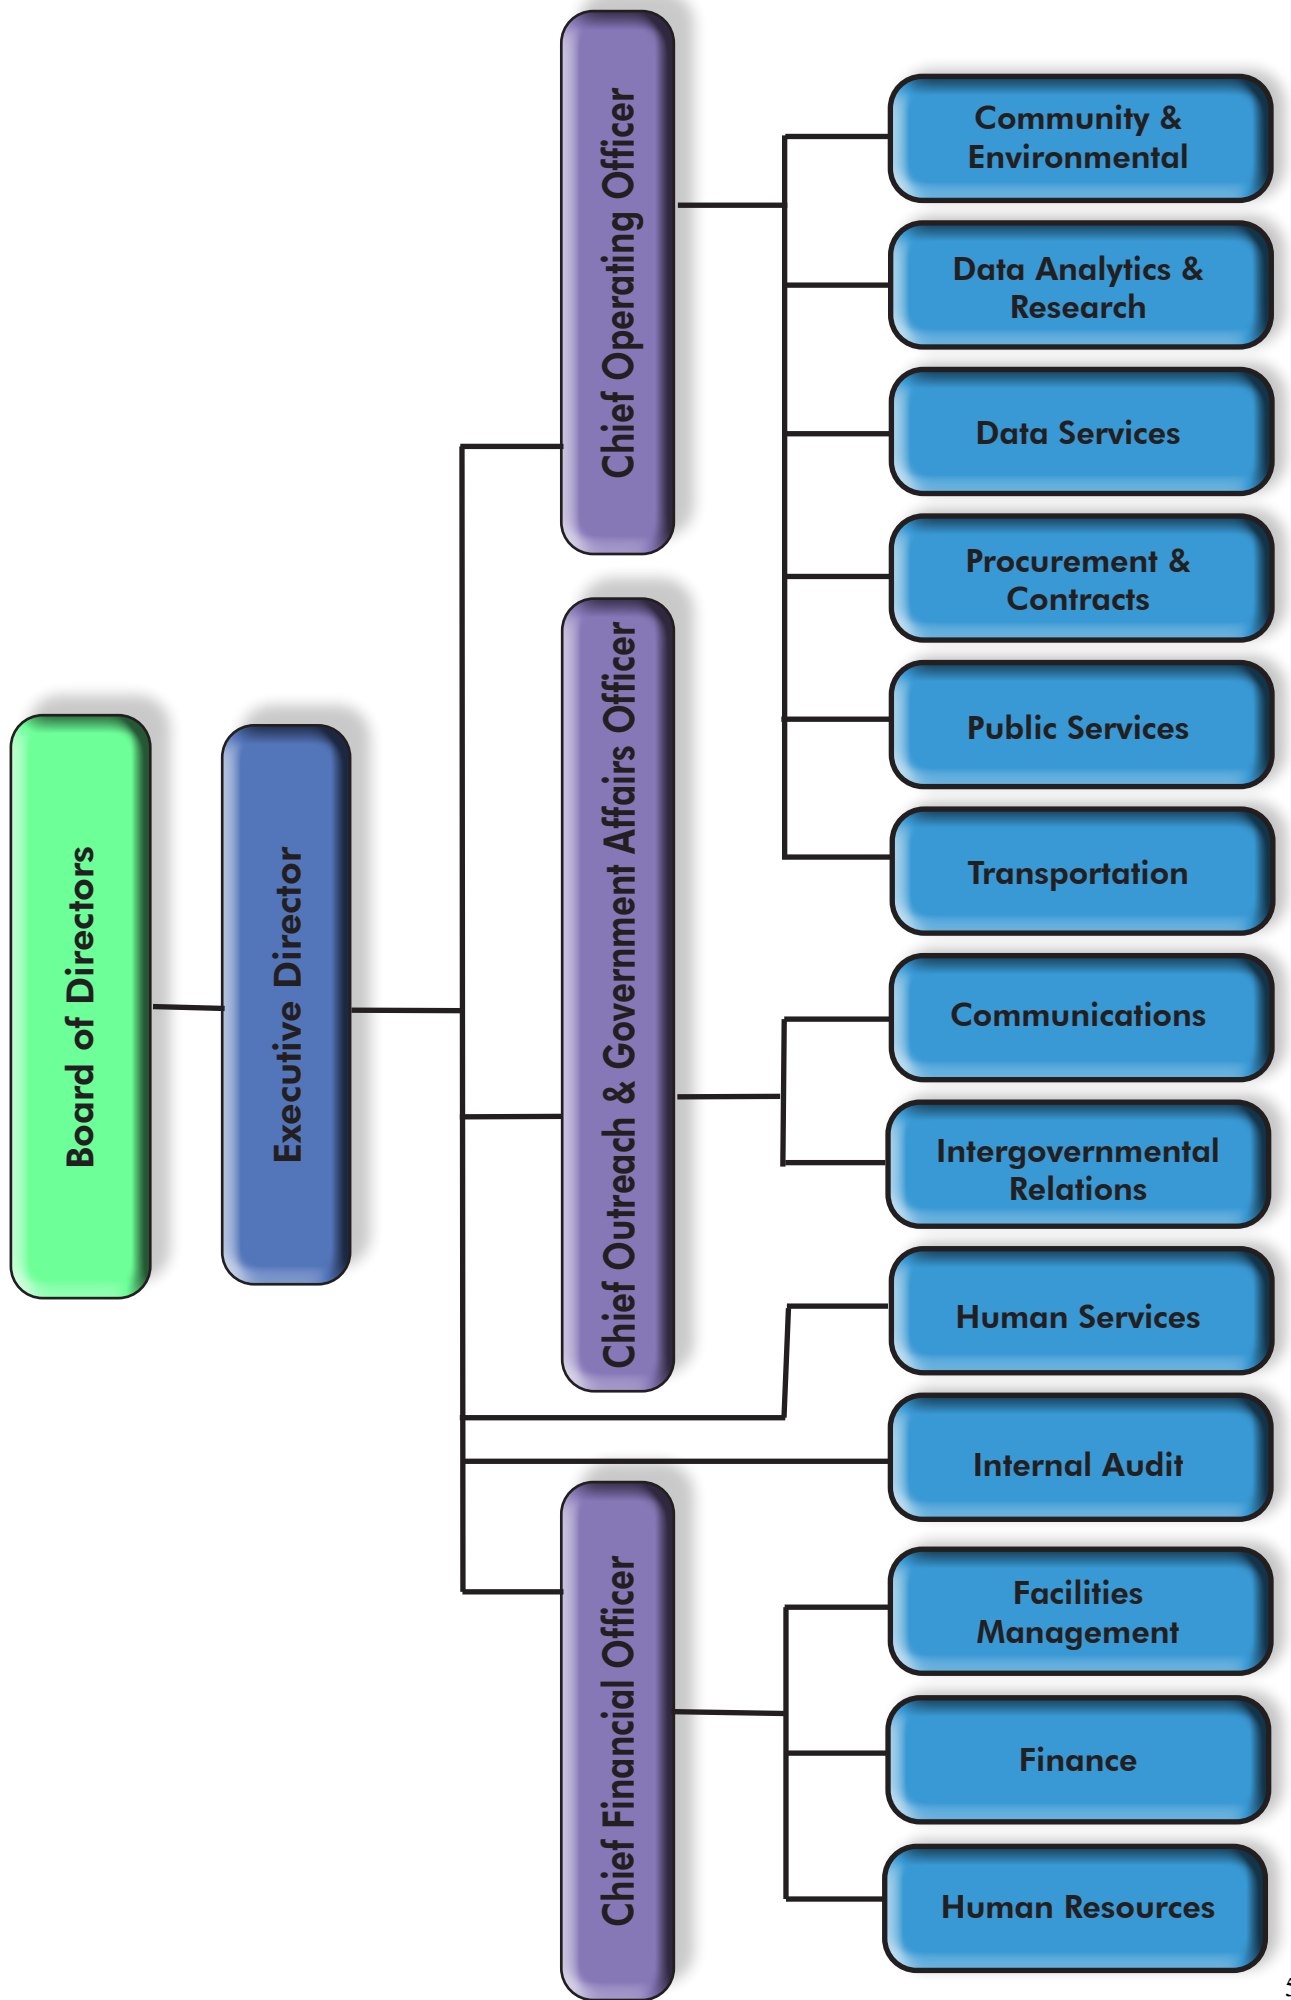 Board of Directors
Executive Director
Chief Operating Officer
Chief Outreach & Government Affairs Officer
Chief Financial Officer
Community &
Environmental
Data Analytics &
Research
Data Services
Procurement &
Contracts
Public Services
Transportation
Communications
Intergovernmental
Relations
Human Services
Internal Audit
Facilities
Management
Finance
Human Resources